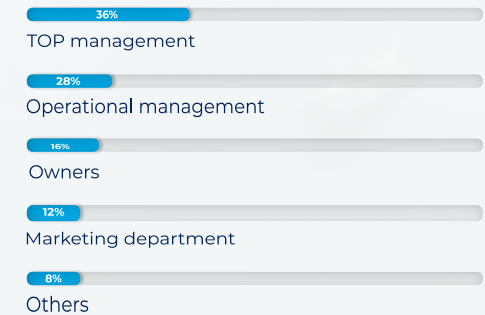 36%
TOP management
28%
Operational management
16%
Owners
12%
Marketing department
8%
Others